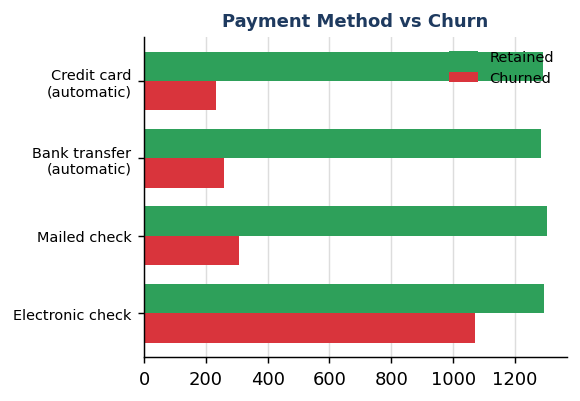 Payment Method vs Churn
Retained
Churned
Credit card
(automatic)
Bank transfer
(automatic)
Mailed check
Electronic check
0 200 400 600 800 1000 1200